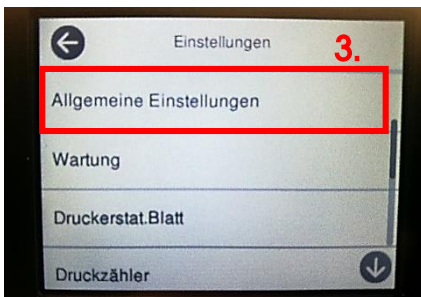 Einstellungen
3.
Allgemeine Einstellungen
Wartung
Druckerstat.Blatt
Druckzähler